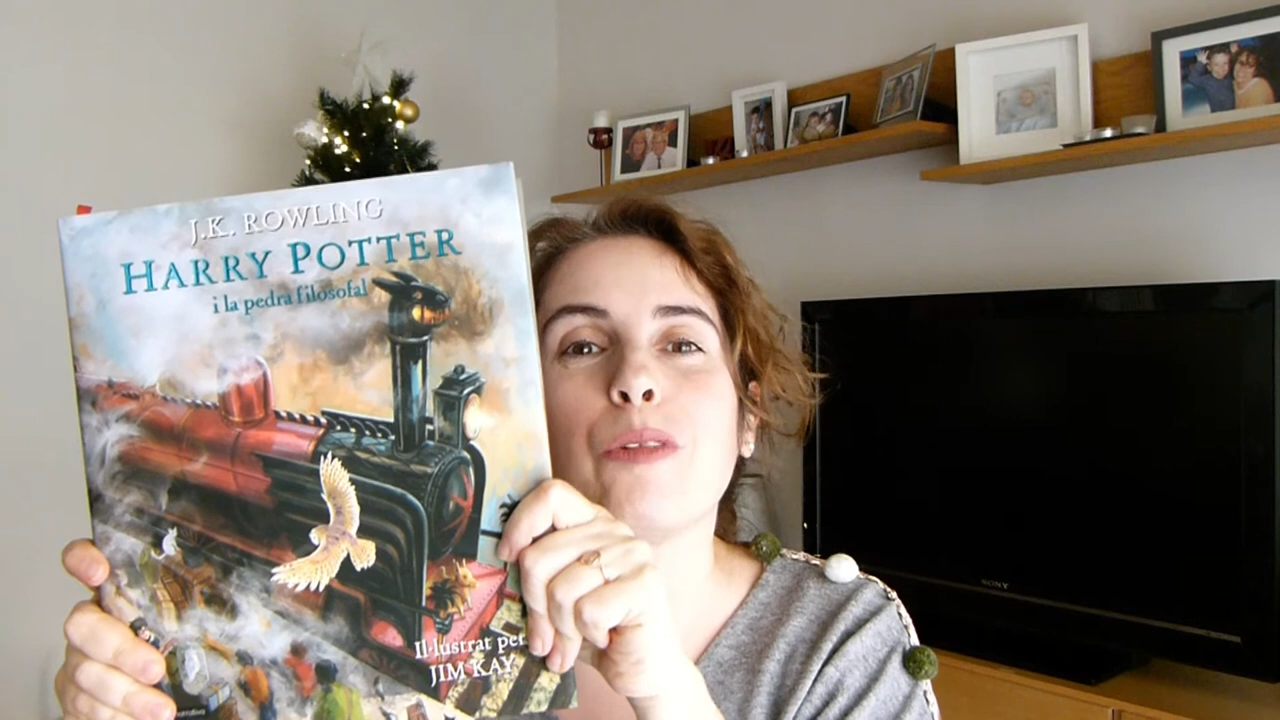 J.K. ROWLING
HARRY POTTER
i la pedra filosofal
Il·lustrat per
JIM KAY
SONY